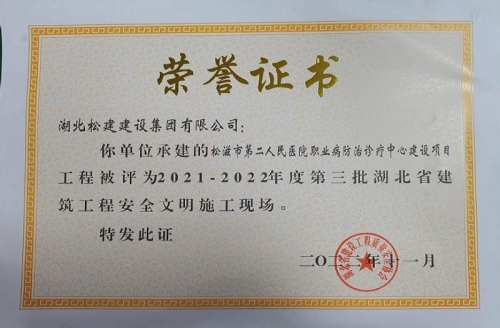 荣誉证书
湖北松建建设集团有限公司：
你单位承建的松滋市第二人民医院职业病防治诊疗中心建设项目
工程被评为2021-2022年度第三批湖北省建
筑工程安全文明施工现场。
特发此证
二〇二二年十一月